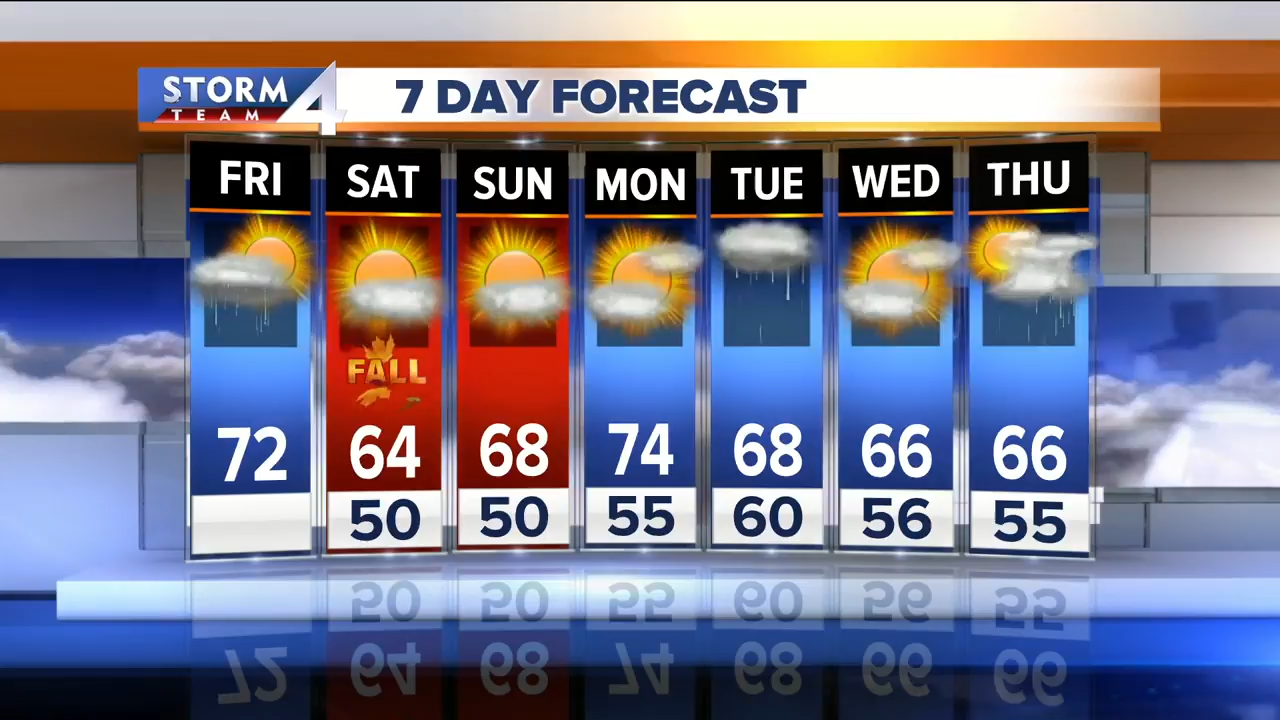 STORM
TEAM 4
7 DAY FORECAST
FRI SAT SUN MON TUE WED THU
FALL
72 64 68 74 68 66 66
50 50 55 60 56 55